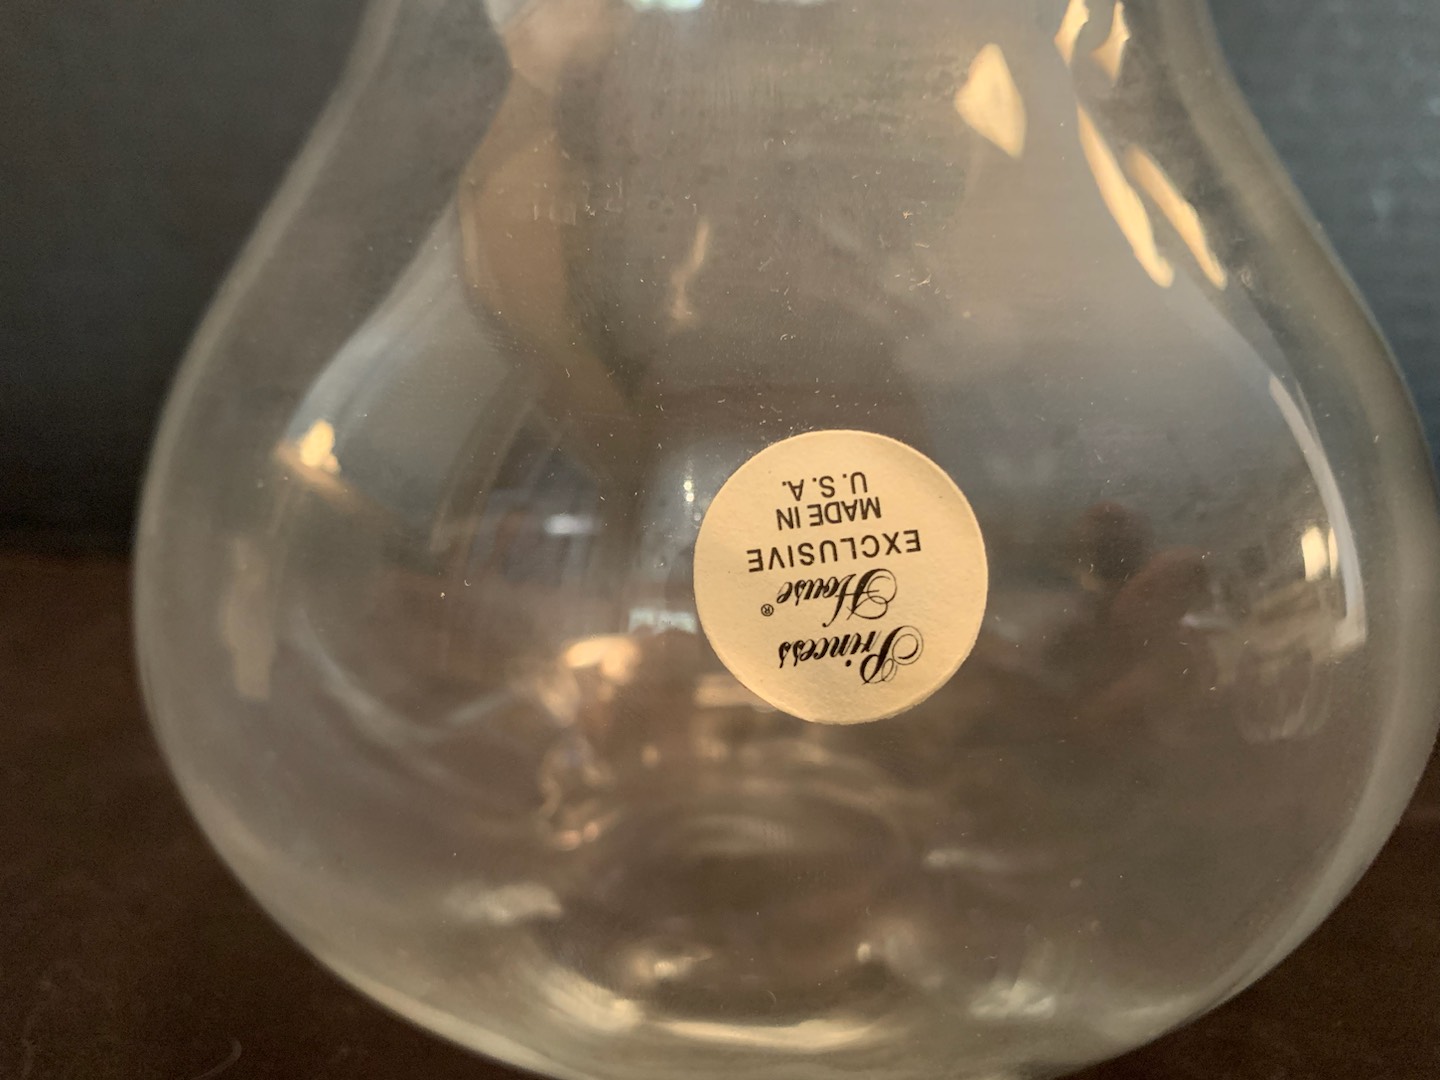 Princess
House ®
EXCLUSIVE
MADE IN
U.S.A.